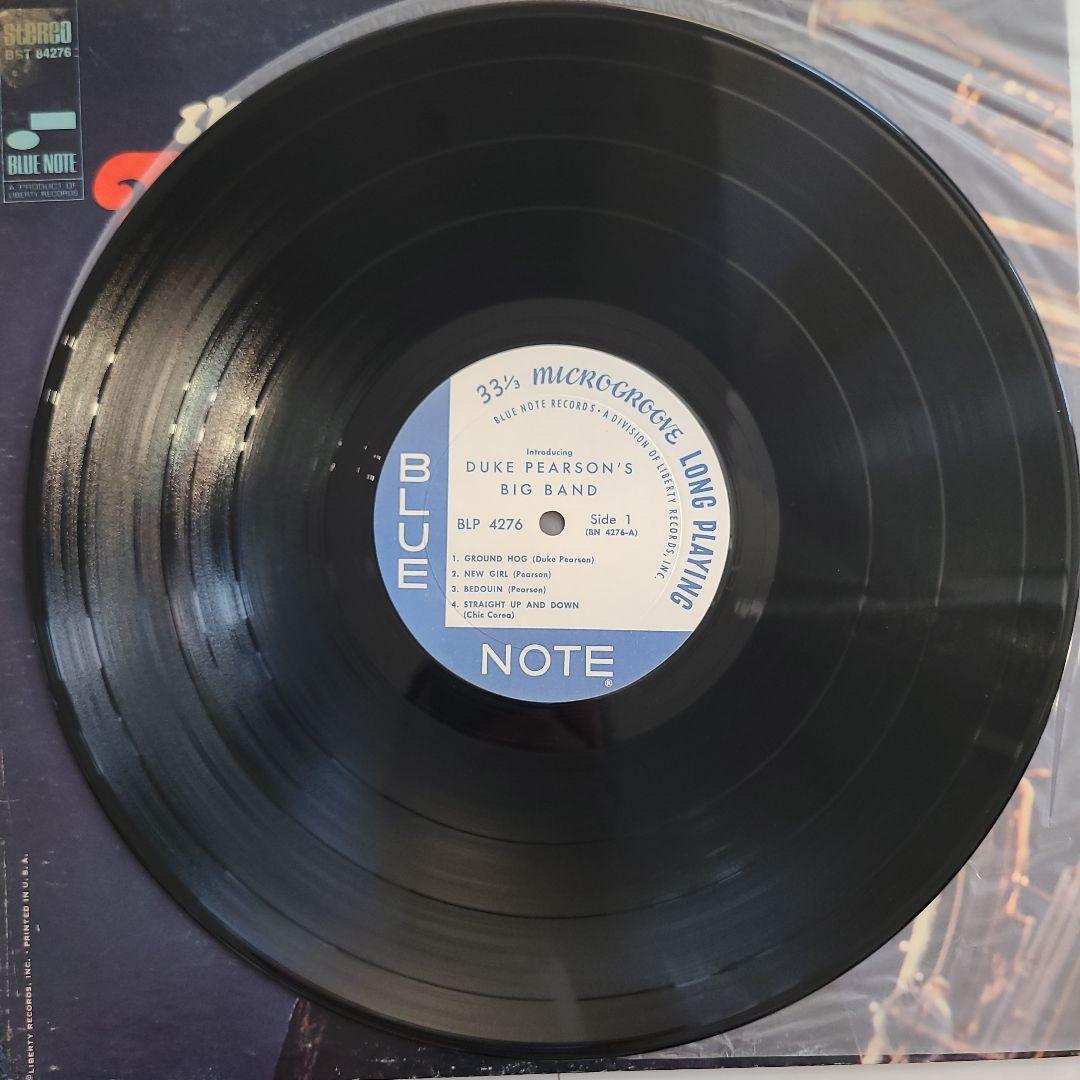 STEREO
BST 84276
BLUE NOTE
A PRODUCT OF
LIBERTY RECORDS
33⅓ MICROGROOVE LONG PLAYING
BLUE NOTE RECORDS • A DIVISION OF LIBERTY RECORDS, INC.
Introducing
DUKE PEARSON'S
BIG BAND
BLP 4276
Side 1
(BN 4276-A)
1. GROUND HOG (Duke Pearson)
2. NEW GIRL (Pearson)
3. BEDOUIN (Pearson)
4. STRAIGHT UP AND DOWN
(Chic Corea)
BLUE
NOTE®
LIBERTY RECORDS, INC. • PRINTED IN U.S.A.